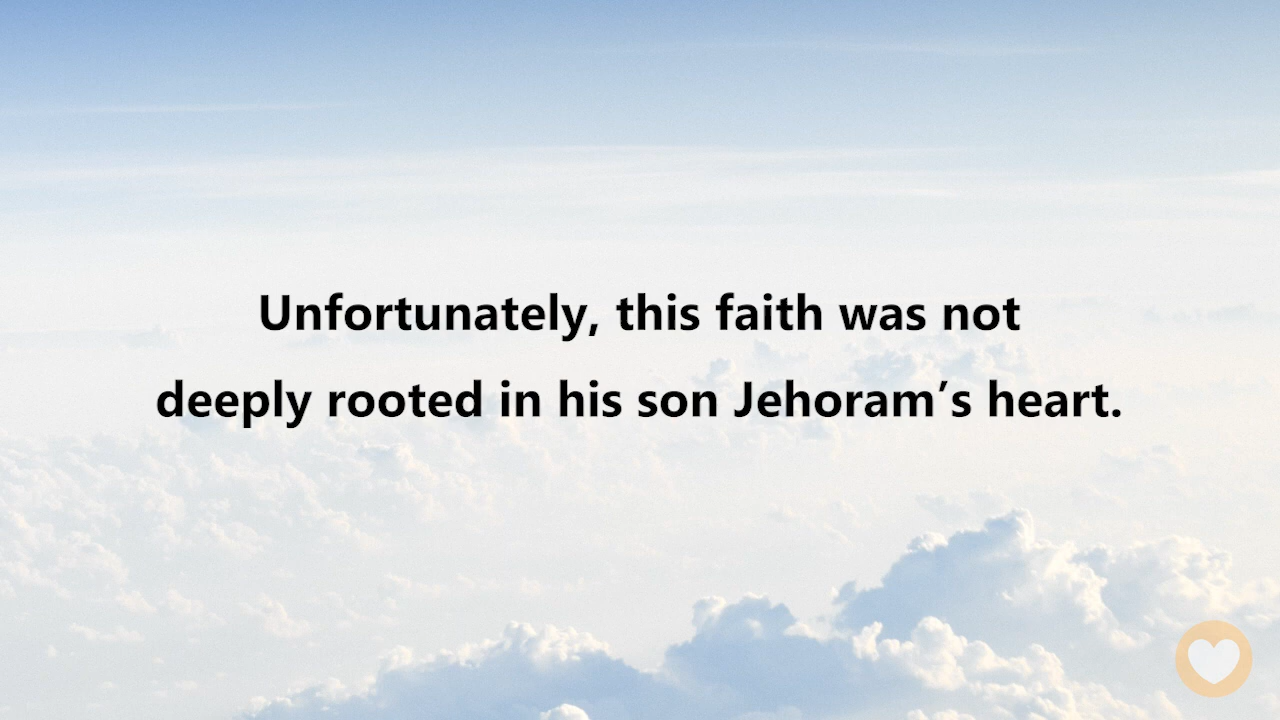 Unfortunately, this faith was not
deeply rooted in his son Jehoram’s heart.